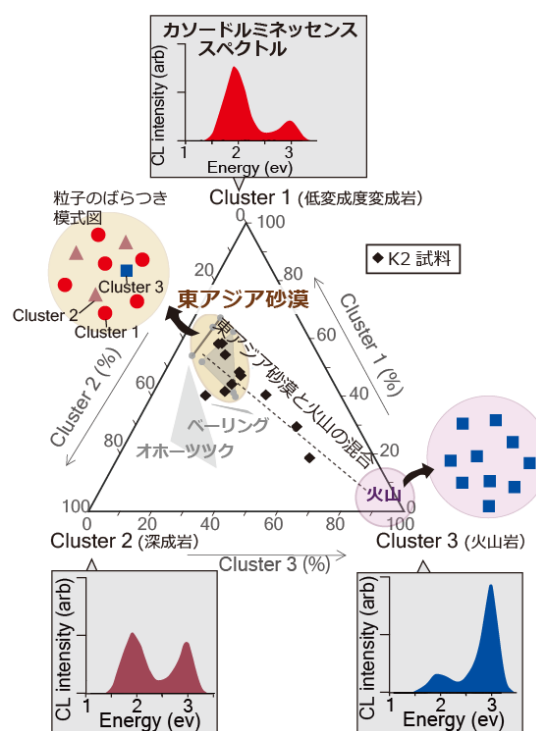 カソードルミネッセンス
スペクトル
CL intensity (arb)
1
2
3
Energy (ev)
Cluster 1 (低変成度変成岩)
粒子のばらつき
模式図
Cluster 3
Cluster 2
Cluster 1
◆ K2 試料
0
100
20
80
東アジア砂漠
60
60
40
80
20
100
0
Cluster 2 (%)
Cluster 1 (%)
東アジア砂漠と火山の混合
ベーリング
オホーツツク
火山
0
20
40
60
80
100
Cluster 2 (深成岩)
Cluster 3 (%)
Cluster 3 (火山岩)
CL intensity (arb)
1
2
3
Energy (ev)
CL intensity (arb)
1
2
3
Energy (ev)